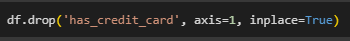 df.drop('has_credit_card', axis=1, inplace=True)